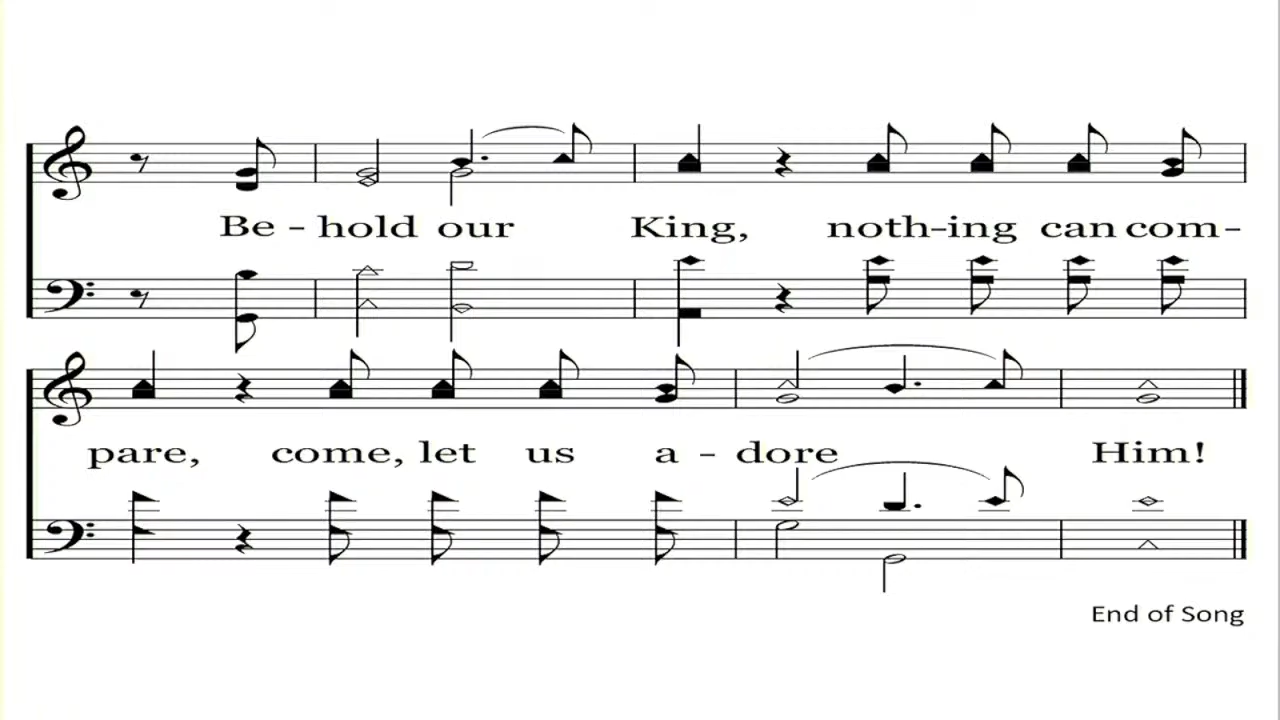 Be - hold our King, noth-ing can com-
pare, come, let us a - dore Him!
End of Song